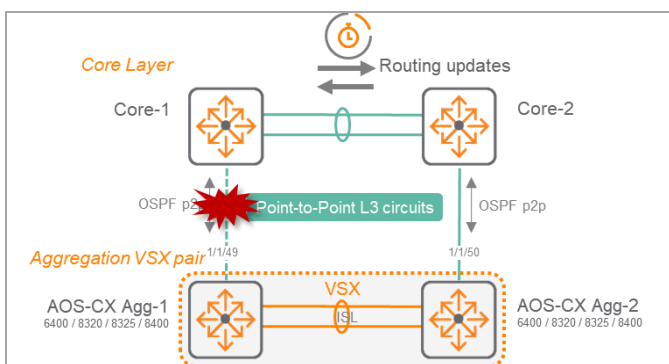 Core Layer
Routing updates
Core-1
Core-2
OSPF p2p
Point-to-Point L3 circuits
OSPF p2p
1/1/49
1/1/50
Aggregation VSX pair
VSX
AOS-CX Agg-1
6400 / 8320 / 8325 / 8400
ISL
AOS-CX Agg-2
6400 / 8320 / 8325 / 8400